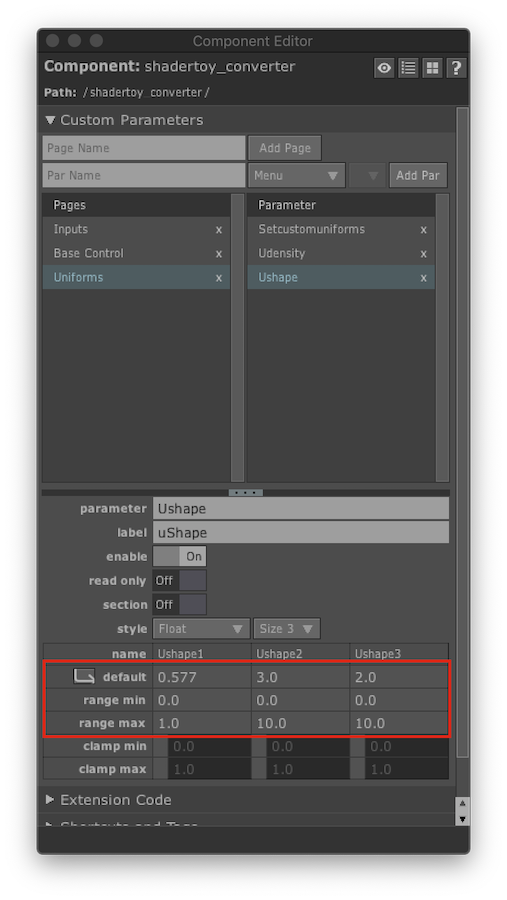 Component Editor
Component: shadertoy_converter
?
Path: /shadertoy_converter/
Custom Parameters
Page Name Add Page
Par Name Menu Add Par
Pages Parameter
Inputs x Setcustomuniforms x
Base Control x Udensity x
Uniforms x Ushape x
parameter Ushape
label uShape
enable On
read only Off
section Off
style Float Size 3
name Ushape1 Ushape2 Ushape3
default 0.577 3.0 2.0
range min 0.0 0.0 0.0
range max 1.0 10.0 10.0
clamp min 0.0 0.0 0.0
clamp max 1.0 1.0 1.0
Extension Code
Shortcuts and Tags